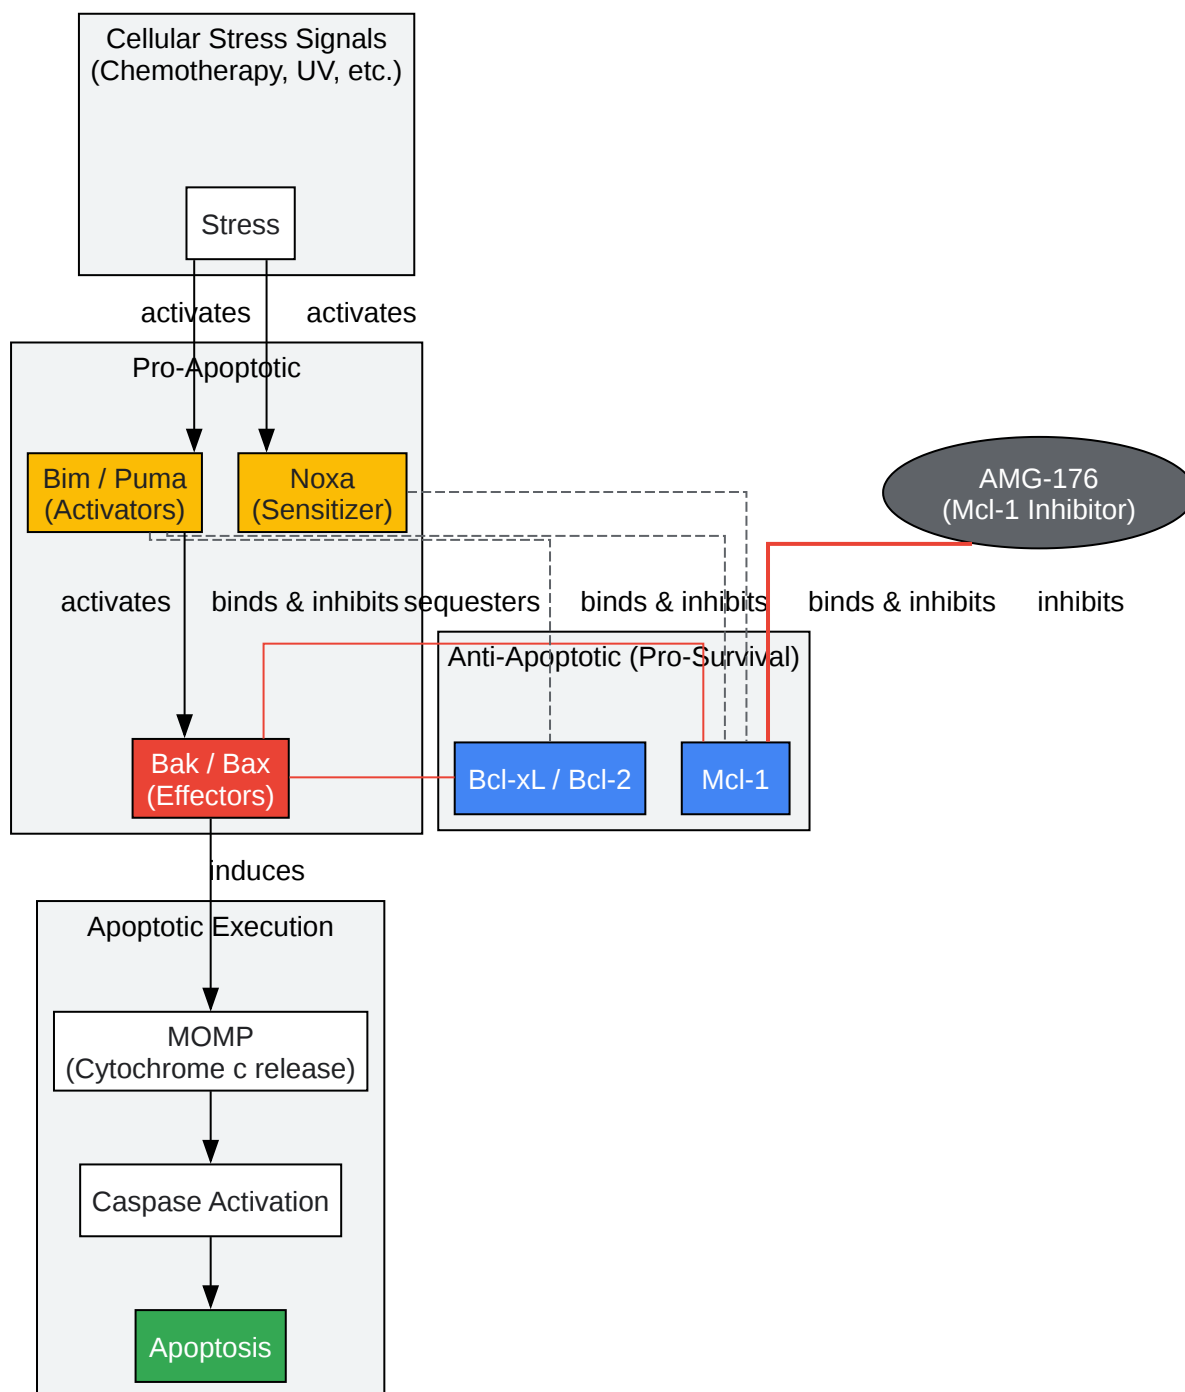 Cellular Stress Signals
(Chemotherapy, UV, etc.)
Stress
activates
activates
Pro-Apoptotic
Bim / Puma
(Activators)
Noxa
(Sensitizer)
AMG-176
(Mcl-1 Inhibitor)
activates
binds & inhibits
sequesters
binds & inhibits
binds & inhibits
inhibits
Anti-Apoptotic (Pro-Survival)
Bak / Bax
(Effectors)
Bcl-xL / Bcl-2
Mcl-1
induces
Apoptotic Execution
MOMP
(Cytochrome c release)
Caspase Activation
Apoptosis